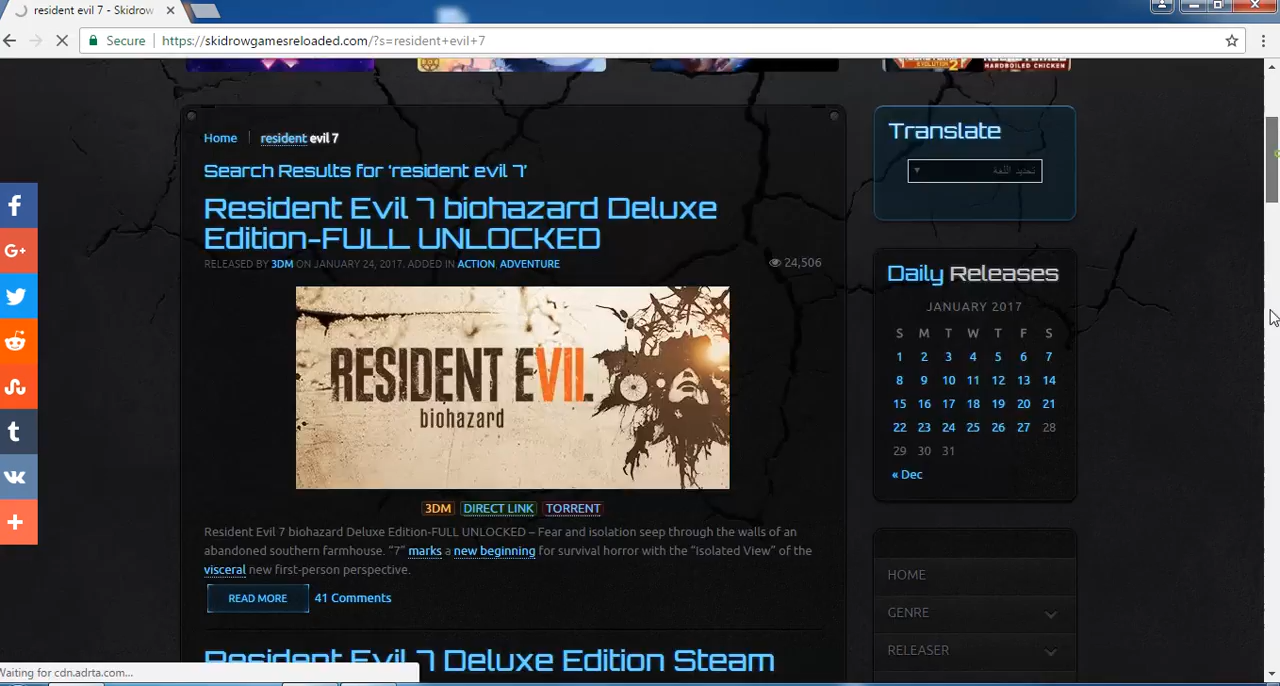 resident evil 7 - Skidrow
Secure
https://skidrowgamesreloaded.com/?s=resident+evil+7
EVOLUTION 2
HARDBOILED CHICKEN
Home
resident evil 7
Search Results for 'resident evil 7'
Resident Evil 7 biohazard Deluxe
Edition-FULL UNLOCKED
RELEASED BY 3DM ON JANUARY 24, 2017. ADDED IN ACTION, ADVENTURE
24,506
RESIDENT EVIL
biohazard
3DM DIRECT LINK TORRENT
Resident Evil 7 biohazard Deluxe Edition-FULL UNLOCKED – Fear and isolation seep through the walls of an
abandoned southern farmhouse. "7" marks a new beginning for survival horror with the "Isolated View" of the
visceral new first-person perspective.
READ MORE
41 Comments
Resident Evil 7 Deluxe Edition Steam
Translate
تحديد اللغة
Daily Releases
JANUARY 2017
S M T W T F S
1 2 3 4 5 6 7
8 9 10 11 12 13 14
15 16 17 18 19 20 21
22 23 24 25 26 27 28
29 30 31
« Dec
HOME
GENRE
RELEASER
Waiting for cdn.adrta.com...